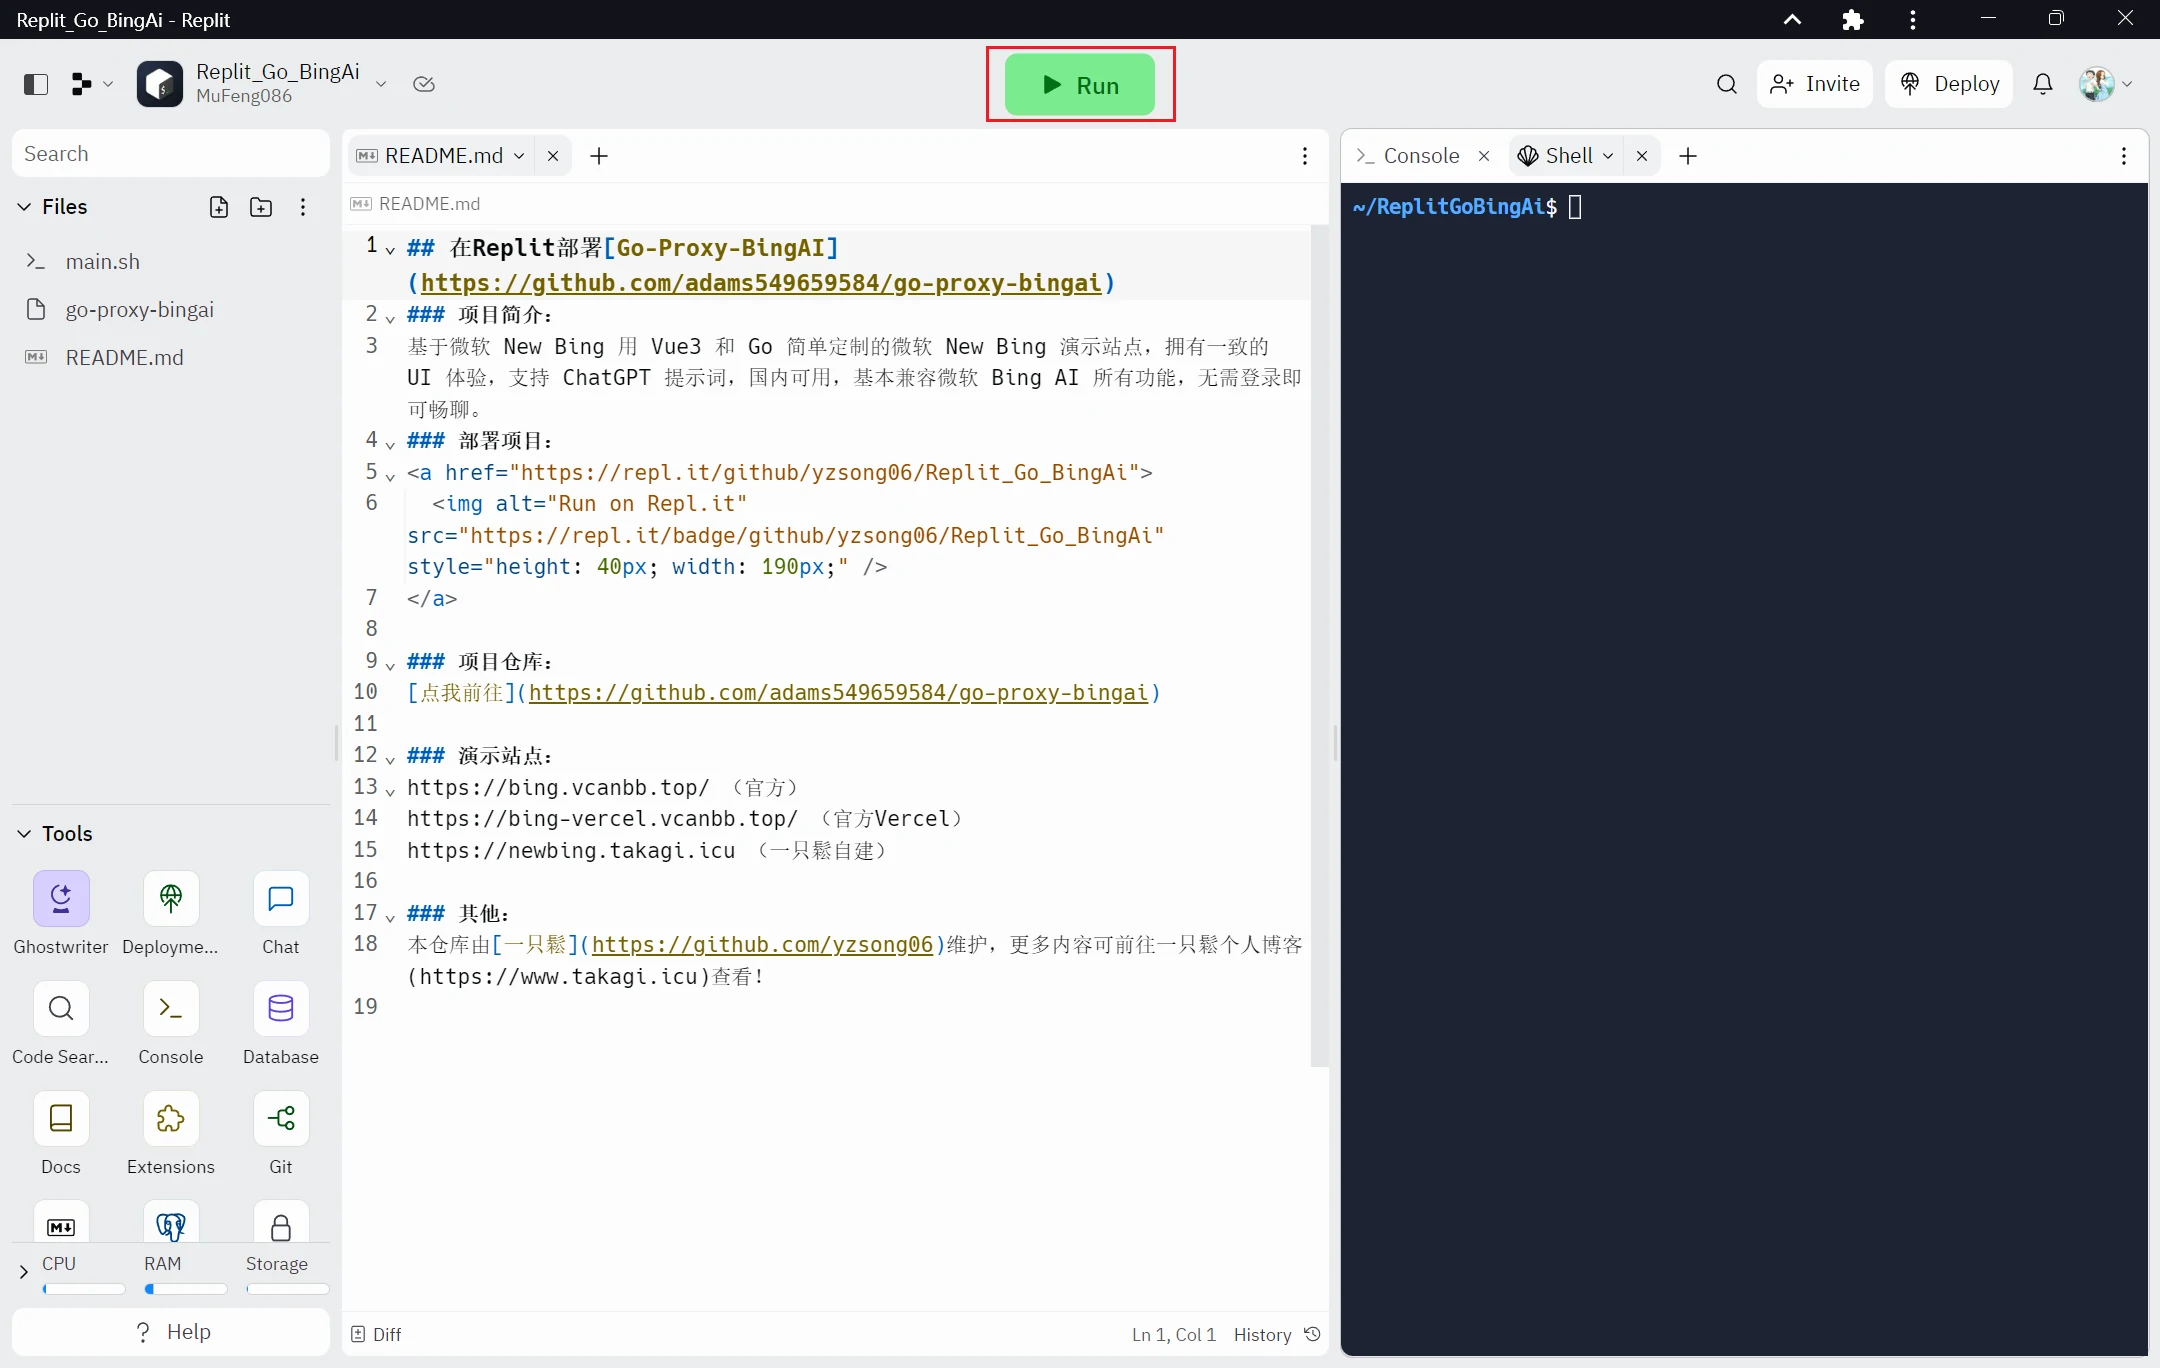 Replit_Go_BingAi - Replit
Replit_Go_BingAi
MuFeng086
Run
Invite
Deploy
Search
Files
main.sh
go-proxy-bingai
README.md
Tools
Ghostwriter
Deployme...
Chat
Code Sear...
Console
Database
Docs
Extensions
Git
CPU
RAM
Storage
? Help
README.md
README.md
1 ## 在Replit部署[Go-Proxy-BingAI]
(https://github.com/adams549659584/go-proxy-bingai)
2 ### 项目简介：
3 基于微软 New Bing 用 Vue3 和 Go 简单定制的微软 New Bing 演示站点，拥有一致的
UI 体验，支持 ChatGPT 提示词，国内可用，基本兼容微软 Bing AI 所有功能，无需登录即
可畅聊。
4 ### 部署项目：
5 <a href="https://repl.it/github/yzsong06/Replit_Go_BingAi">
6 <img alt="Run on Repl.it"
src="https://repl.it/badge/github/yzsong06/Replit_Go_BingAi"
style="height: 40px; width: 190px;" />
7 </a>
8
9 ### 项目仓库：
10 [点我前往](https://github.com/adams549659584/go-proxy-bingai)
11
12 ### 演示站点：
13 https://bing.vcanbb.top/ （官方）
14 https://bing-vercel.vcanbb.top/ （官方Vercel）
15 https://newbing.takagi.icu （一只鬆自建）
16
17 ### 其他：
18 本仓库由[一只鬆](https://github.com/yzsong06)维护，更多内容可前往一只鬆个人博客
(https://www.takagi.icu)查看！
19
Diff
Ln 1, Col 1
History
Console
Shell
~/ReplitGoBingAi$